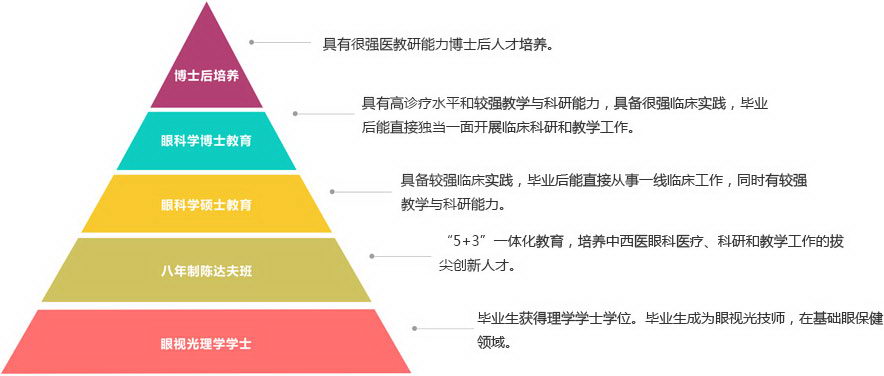 具有很强医教研能力博士后人才培养。
博士后培养
具有高诊疗水平和较强教学与科研能力，具备很强临床实践，毕业
后能直接独当一面开展临床科研和教学工作。
眼科学博士教育
具备较强临床实践，毕业后能直接从事一线临床工作，同时有较强
教学与科研能力。
眼科学硕士教育
“5+3”一体化教育，培养中西医眼科医疗、科研和教学工作的拔
尖创新人才。
八年制陈达夫班
毕业生获得理学学士学位。毕业生成为眼视光技师，在基础眼保健
领域。
眼视光理学学士